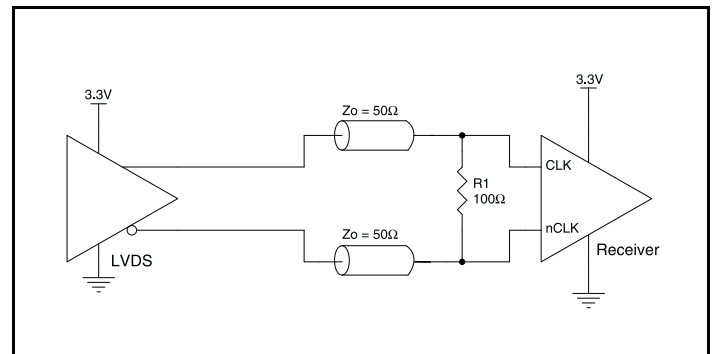 3.3V
Zo = 50Ω
3.3V
CLK
R1
100Ω
nCLK
Zo = 50Ω
LVDS
Receiver